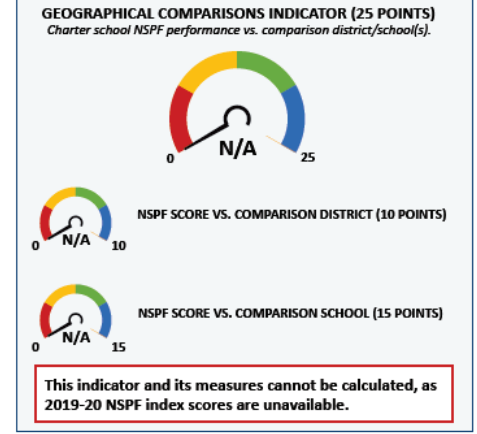 GEOGRAPHICAL COMPARISONS INDICATOR (25 POINTS)
Charter school NSPF performance vs. comparison district/school(s).
N/A
0
25
NSPF SCORE VS. COMPARISON DISTRICT (10 POINTS)
N/A
0
10
NSPF SCORE VS. COMPARISON SCHOOL (15 POINTS)
N/A
0
15
This indicator and its measures cannot be calculated, as
2019-20 NSPF index scores are unavailable.